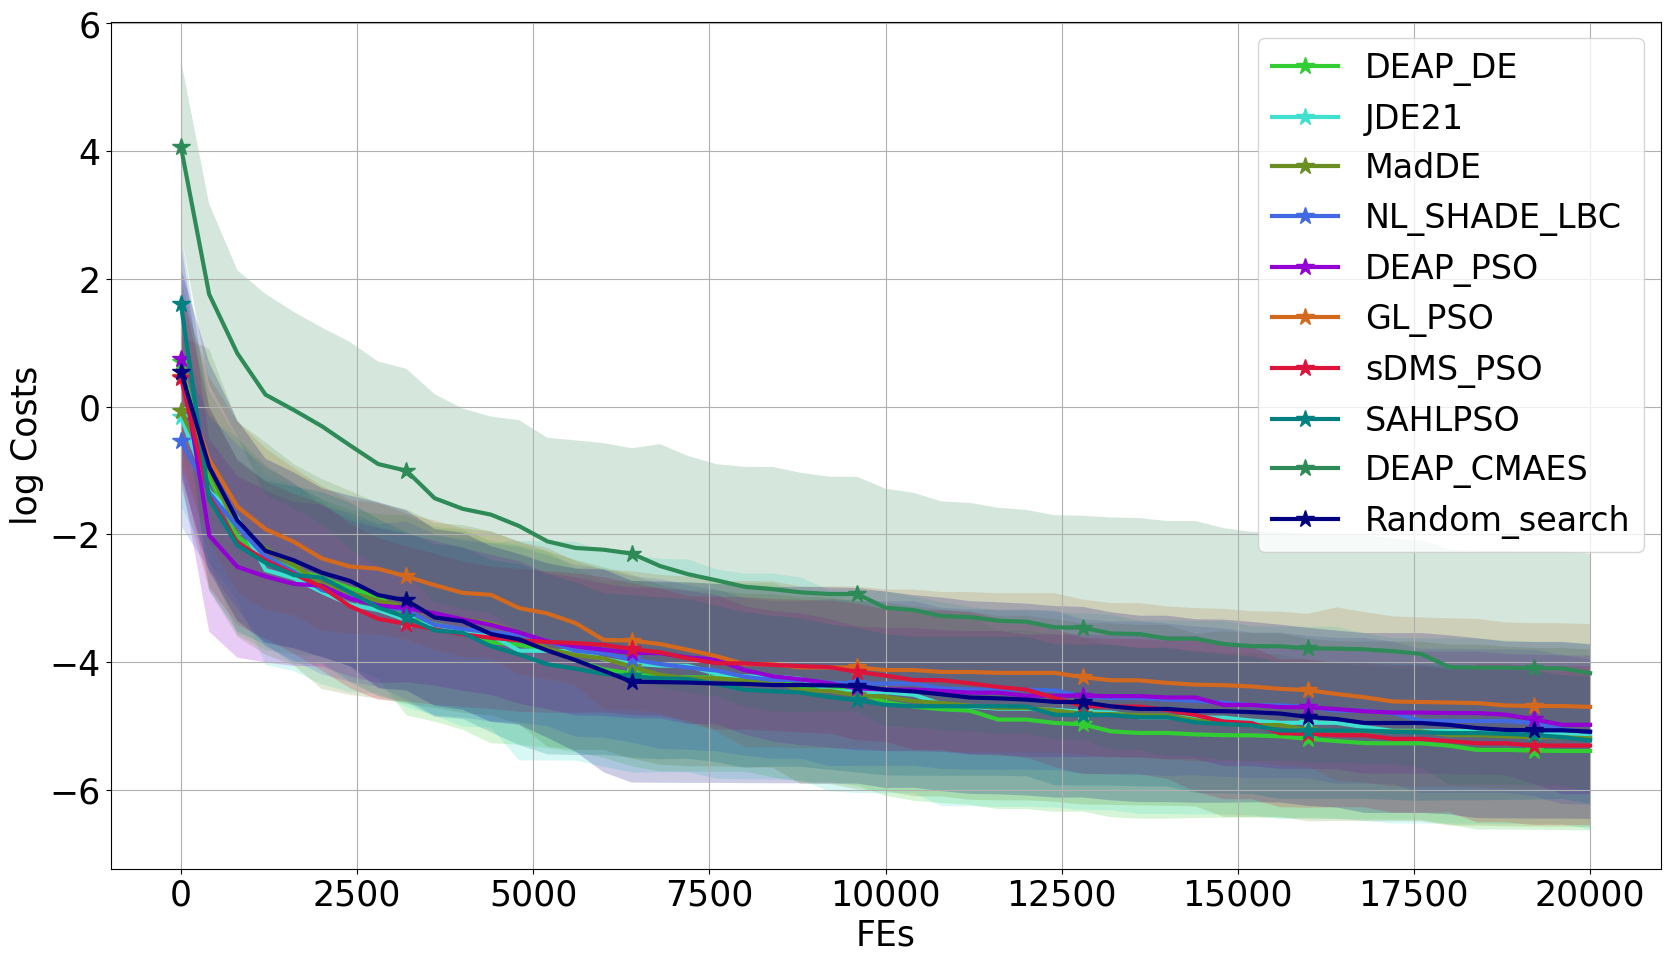 6
4
2
0
−2
−4
−6
log Costs
DEAP_DE
JDE21
MadDE
NL_SHADE_LBC
DEAP_PSO
GL_PSO
sDMS_PSO
SAHLPSO
DEAP_CMAES
Random_search
0 2500 5000 7500 10000 12500 15000 17500 20000
FEs